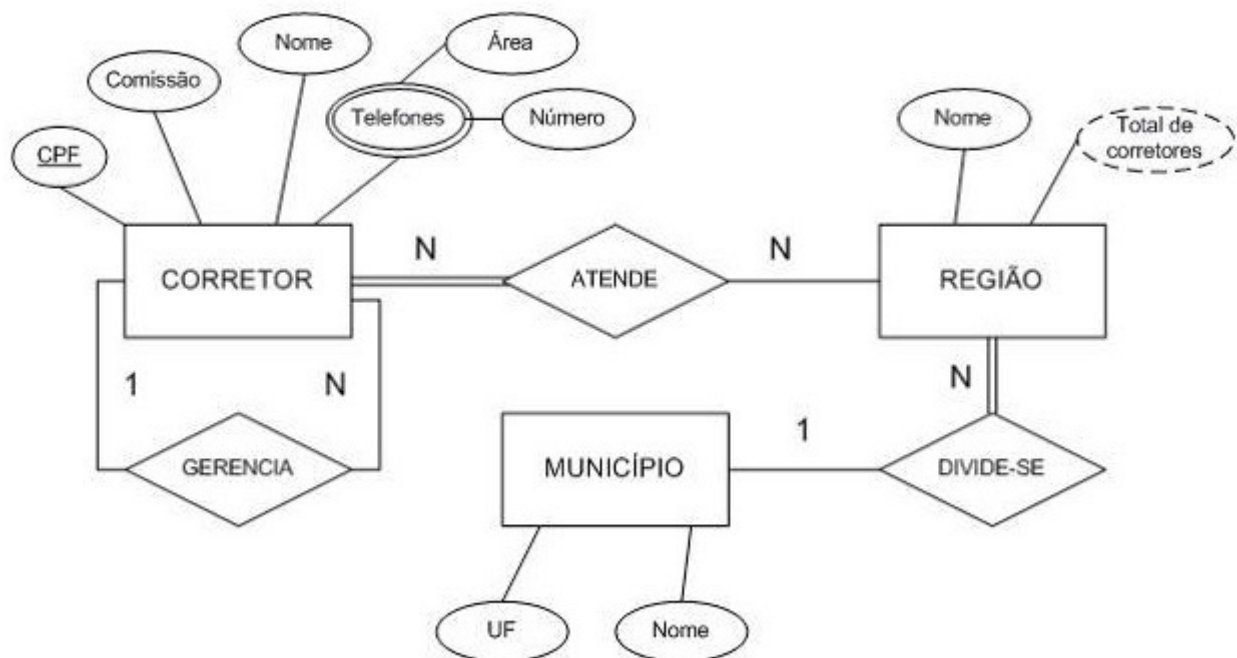 Nome
Área
Comissão
Telefones
Número
Nome
Total de
corretores
CPF
N
N
CORRETOR
ATENDE
REGIÃO
1
N
N
1
GERENCIA
MUNICÍPIO
DIVIDE-SE
UF
Nome